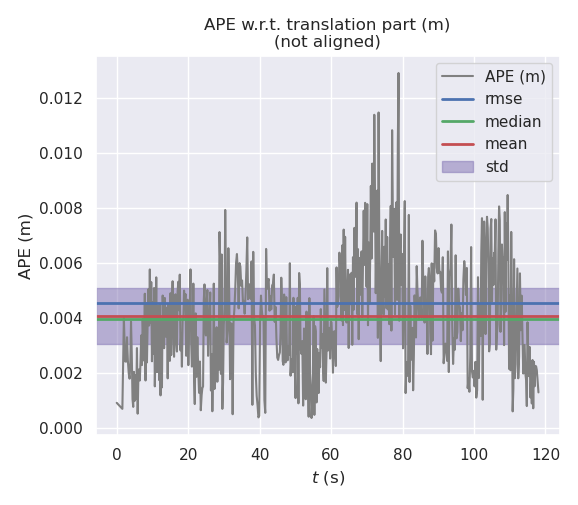 APE w.r.t. translation part (m)
(not aligned)
APE (m)
rmse
median
mean
std
0.012
0.010
0.008
0.006
0.004
0.002
0.000
APE (m)
0 20 40 60 80 100 120
t (s)